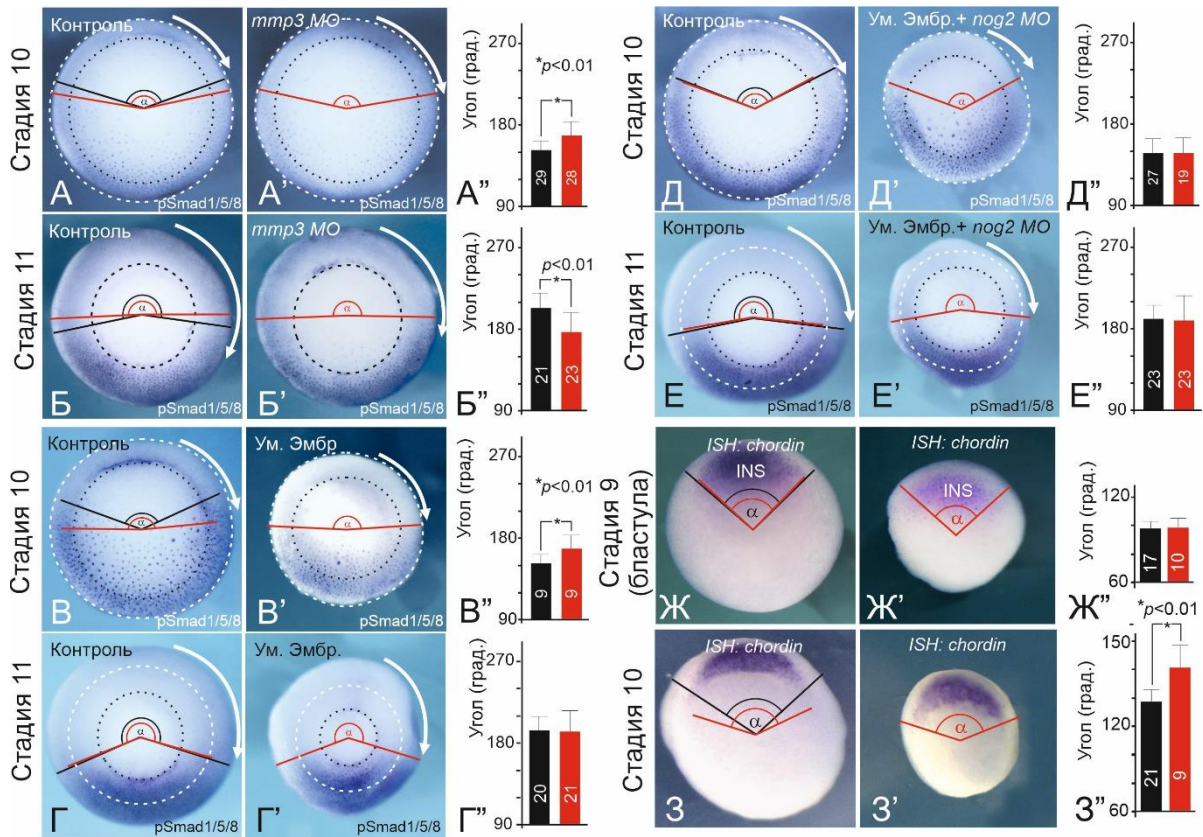 Стадия 10
Контроль
α
pSmad1/5/8
А
mmp3 MO
α
pSmad1/5/8
А’
Угол (град.)
270
180
90
*p<0.01
*
29
28
А”
Стадия 11
Контроль
α
pSmad1/5/8
Б
mmp3 MO
α
pSmad1/5/8
Б’
Угол (град.)
270
180
90
p<0.01
*
21
23
Б”
Стадия 10
Контроль
α
pSmad1/5/8
В
Ум. Эмбр
α
pSmad1/5/8
В’
Угол (град.)
270
180
90
*p<0.01
*
9
9
В”
Стадия 11
Контроль
α
pSmad1/5/8
Г
Ум. Эмбр.
α
pSmad1/5/8
Г’
Угол (град.)
270
180
90
20
21
Г”
Стадия 10
Контроль
α
pSmad1/5/8
Д
Ум. Эмбр.+ nog2 MO
α
pSmad1/5/8
Д’
Угол (град.)
270
180
90
27
19
Д”
Стадия 11
Контроль
α
pSmad1/5/8
Е
Ум. Эмбр.+ nog2 MO
α
pSmad1/5/8
Е’
Угол (град.)
270
180
90
23
23
Е”
Стадия 9
(бластула)
ISH: chordin
INS
α
Ж
ISH: chordin
INS
α
Ж’
Угол (град.)
120
60
17
10
Ж”
Стадия 10
ISH: chordin
α
З
ISH: chordin
α
З’
Угол (град.)
*p<0.01
*
150
120
60
21
9
З”